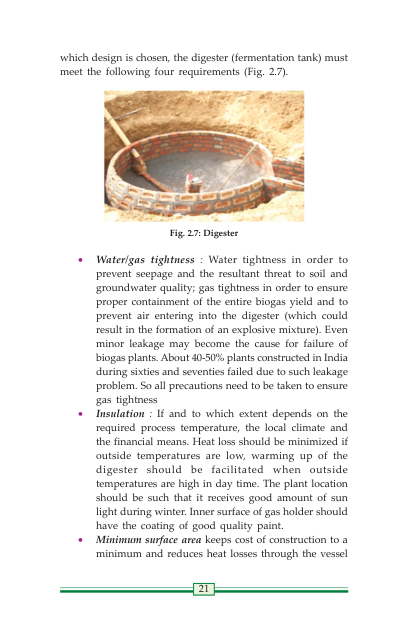 which design is chosen, the digester (fermentation tank) must
meet the following four requirements (Fig. 2.7).
Fig. 2.7: Digester
• Water/gas tightness : Water tightness in order to
prevent seepage and the resultant threat to soil and
groundwater quality; gas tightness in order to ensure
proper containment of the entire biogas yield and to
prevent air entering into the digester (which could
result in the formation of an explosive mixture). Even
minor leakage may become the cause for failure of
biogas plants. About 40-50% plants constructed in India
during sixties and seventies failed due to such leakage
problem. So all precautions need to be taken to ensure
gas tightness
• Insulation : If and to which extent depends on the
required process temperature, the local climate and
the financial means. Heat loss should be minimized if
outside temperatures are low, warming up of the
digester should be facilitated when outside
temperatures are high in day time. The plant location
should be such that it receives good amount of sun
light during winter. Inner surface of gas holder should
have the coating of good quality paint.
• Minimum surface area keeps cost of construction to a
minimum and reduces heat losses through the vessel
21